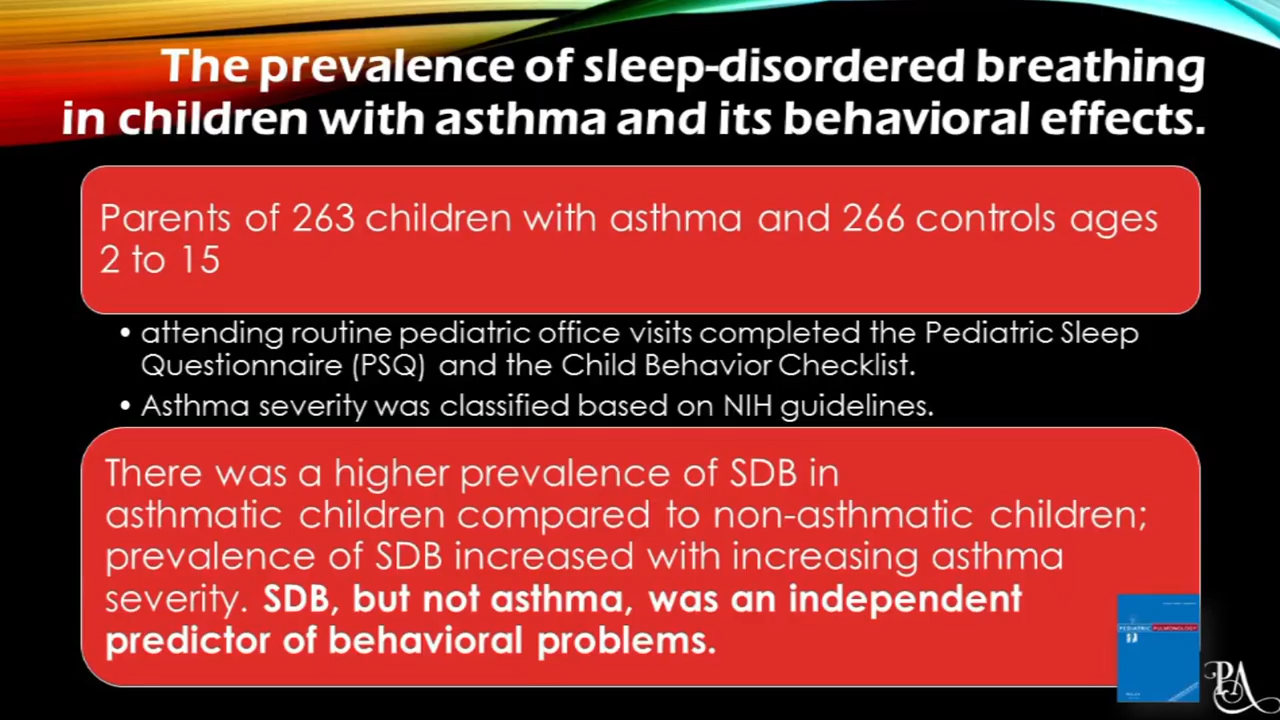 The prevalence of sleep-disordered breathing
in children with asthma and its behavioral effects.
Parents of 263 children with asthma and 266 controls ages
2 to 15
• attending routine pediatric office visits completed the Pediatric Sleep
Questionnaire (PSQ) and the Child Behavior Checklist.
• Asthma severity was classified based on NIH guidelines.
There was a higher prevalence of SDB in
asthmatic children compared to non-asthmatic children;
prevalence of SDB increased with increasing asthma
severity. SDB, but not asthma, was an independent
predictor of behavioral problems.
PEDIATRIC PULMONOLOGY
PA